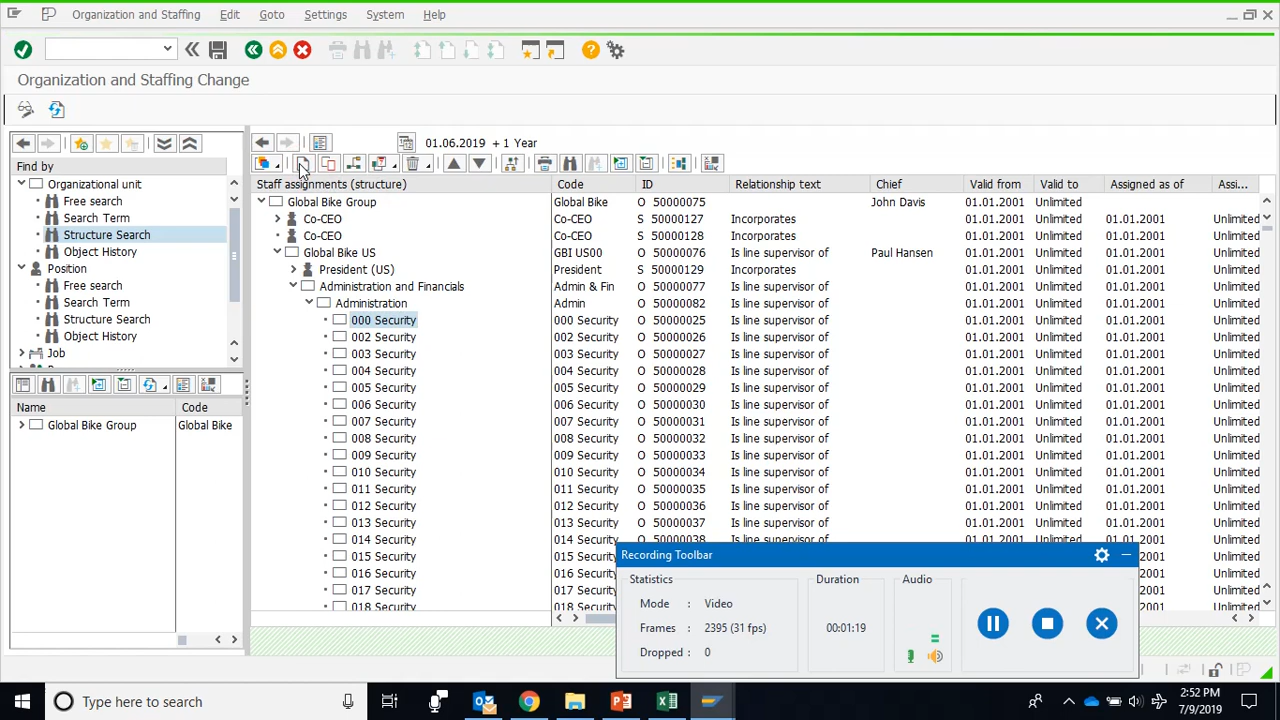 Organization and Staffing Edit Goto Settings System Help
Organization and Staffing Change
01.06.2019 + 1 Year
Find by
Organizational unit
Free search
Search Term
Structure Search
Object History
Position
Free search
Search Term
Structure Search
Object History
Job
Name Code
Global Bike Group Global Bike
Staff assignments (structure) Code ID Relationship text Chief Valid from Valid to Assigned as of Assi...
Global Bike Group Global Bike O 50000075 John Davis 01.01.2001 Unlimited
Co-CEO Co-CEO S 50000127 Incorporates 01.01.2001 Unlimited 01.01.2001 Unlimited
Co-CEO Co-CEO S 50000128 Incorporates 01.01.2001 Unlimited 01.01.2001 Unlimited
Global Bike US GBI US00 O 50000076 Is line supervisor of Paul Hansen 01.01.2001 Unlimited 01.01.2001 Unlimited
President (US) President S 50000129 Incorporates 01.01.2001 Unlimited 01.01.2001 Unlimited
Administration and Financials Admin & Fin O 50000077 Is line supervisor of 01.01.2001 Unlimited 01.01.2001 Unlimited
Administration Admin O 50000082 Is line supervisor of 01.01.2001 Unlimited 01.01.2001 Unlimited
000 Security 000 Security O 50000025 Is line supervisor of 01.01.2001 Unlimited 01.01.2001 Unlimited
002 Security 002 Security O 50000026 Is line supervisor of 01.01.2001 Unlimited 01.01.2001 Unlimited
003 Security 003 Security O 50000027 Is line supervisor of 01.01.2001 Unlimited 01.01.2001 Unlimited
004 Security 004 Security O 50000028 Is line supervisor of 01.01.2001 Unlimited 01.01.2001 Unlimited
005 Security 005 Security O 50000029 Is line supervisor of 01.01.2001 Unlimited 01.01.2001 Unlimited
006 Security 006 Security O 50000030 Is line supervisor of 01.01.2001 Unlimited 01.01.2001 Unlimited
007 Security 007 Security O 50000031 Is line supervisor of 01.01.2001 Unlimited 01.01.2001 Unlimited
008 Security 008 Security O 50000032 Is line supervisor of 01.01.2001 Unlimited 01.01.2001 Unlimited
009 Security 009 Security O 50000033 Is line supervisor of 01.01.2001 Unlimited 01.01.2001 Unlimited
010 Security 010 Security O 50000034 Is line supervisor of 01.01.2001 Unlimited 01.01.2001 Unlimited
011 Security 011 Security O 50000035 Is line supervisor of 01.01.2001 Unlimited 01.01.2001 Unlimited
012 Security 012 Security O 50000036 Is line supervisor of 01.01.2001 Unlimited 01.01.2001 Unlimited
013 Security 013 Security O 50000037 Is line supervisor of 01.01.2001 Unlimited 01.01.2001 Unlimited
014 Security 014 Security O 50000038 Is line supervisor of 01.01.2001 Unlimited 01.01.2001 Unlimited
015 Security 015 Security Unlimited
016 Security 016 Security Unlimited
017 Security 017 Security Unlimited
018 Security 018 Security Unlimited
Recording Toolbar
Statistics Duration Audio
Mode : Video
Frames : 2395 (31 fps) 00:01:19
Dropped : 0
Type here to search
2:52 PM
7/9/2019